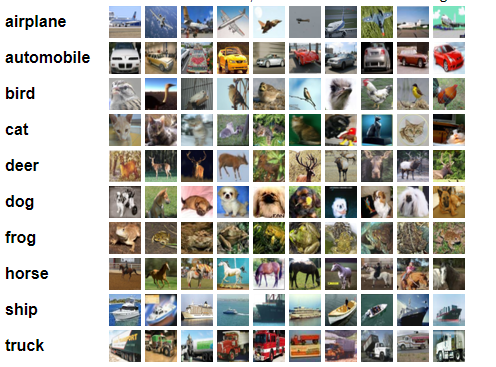 airplane
automobile
bird
cat
deer
dog
frog
horse
ship
truck